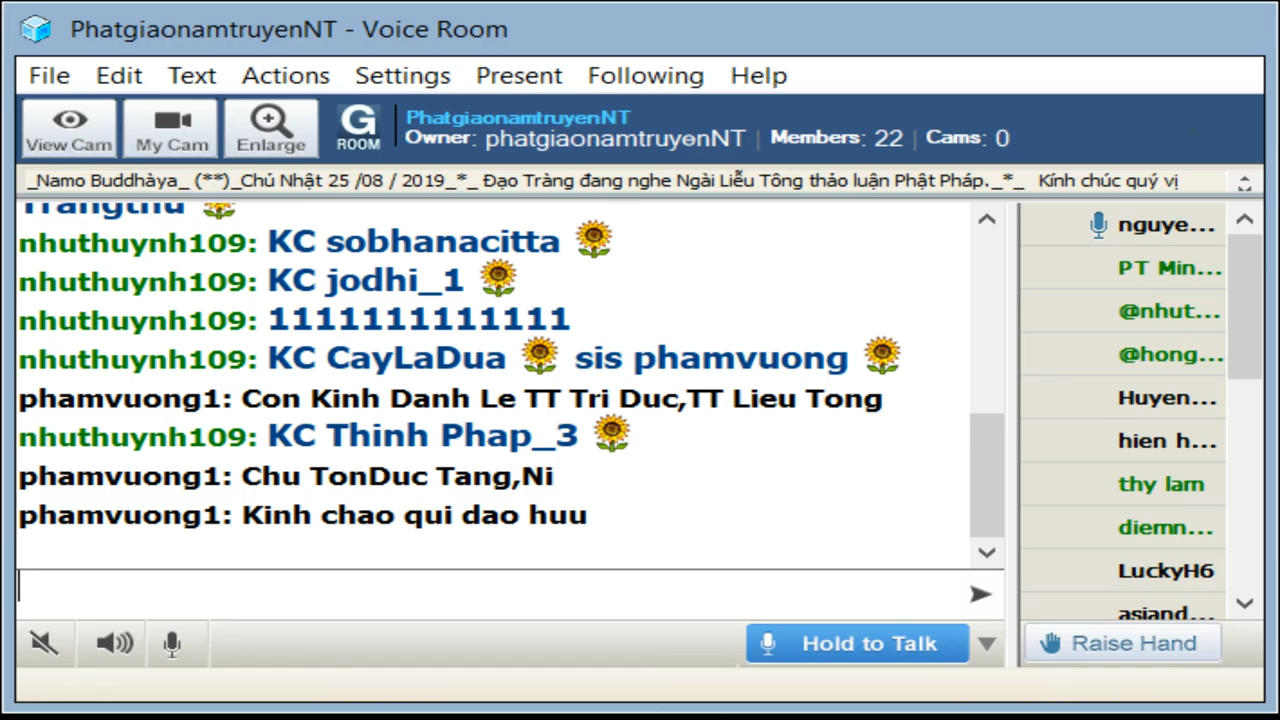 PhatgiaonamtruyenNT - Voice Room
File Edit Text Actions Settings Present Following Help
View Cam My Cam Enlarge G ROOM
PhatgiaonamtruyenNT
Owner: phatgiaonamtruyenNT | Members: 22 | Cams: 0
_Namo Buddhàya_ (**)_Chủ Nhật 25 /08 / 2019_*_ Đạo Tràng đang nghe Ngài Liễu Tông thảo luận Phật Pháp._*_ Kính chúc quý vị
Trangthu
nhuthuynh109: KC sobhanacitta
nhuthuynh109: KC jodhi_1
nhuthuynh109: 1111111111111
nhuthuynh109: KC CayLaDua sis phamvuong
phamvuong1: Con Kinh Danh Le TT Tri Duc,TT Lieu Tong
nhuthuynh109: KC Thinh Phap_3
phamvuong1: Chu TonDuc Tang,Ni
phamvuong1: Kinh chao qui dao huu
nguye...
PT Min...
@nhut...
@hong...
Huyen...
hien h...
thy lam
diemn...
LuckyH6
asiand...
Hold to Talk
Raise Hand